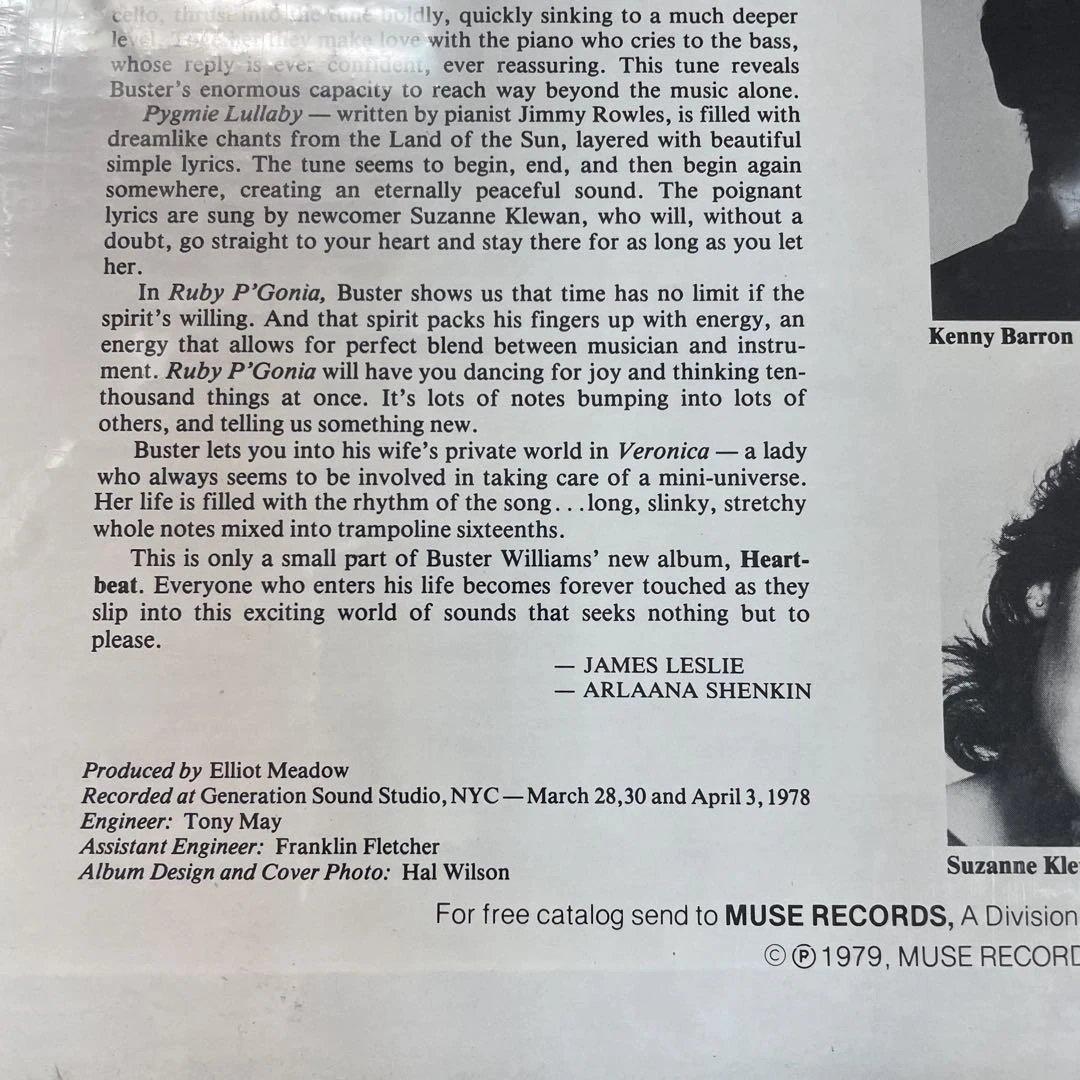 cello, thrust into the tune boldly, quickly sinking to a much deeper
level. Together they make love with the piano who cries to the bass,
whose reply is ever confident, ever reassuring. This tune reveals
Buster's enormous capacity to reach way beyond the music alone.
Pygmie Lullaby — written by pianist Jimmy Rowles, is filled with
dreamlike chants from the Land of the Sun, layered with beautiful
simple lyrics. The tune seems to begin, end, and then begin again
somewhere, creating an eternally peaceful sound. The poignant
lyrics are sung by newcomer Suzanne Klewan, who will, without a
doubt, go straight to your heart and stay there for as long as you let
her.
In Ruby P'Gonia, Buster shows us that time has no limit if the
spirit's willing. And that spirit packs his fingers up with energy, an
energy that allows for perfect blend between musician and instru-
ment. Ruby P'Gonia will have you dancing for joy and thinking ten-
thousand things at once. It's lots of notes bumping into lots of
others, and telling us something new.
Buster lets you into his wife's private world in Veronica — a lady
who always seems to be involved in taking care of a mini-universe.
Her life is filled with the rhythm of the song...long, slinky, stretchy
whole notes mixed into trampoline sixteenths.
This is only a small part of Buster Williams' new album, Heart-
beat. Everyone who enters his life becomes forever touched as they
slip into this exciting world of sounds that seeks nothing but to
please.
— JAMES LESLIE
— ARLAANA SHENKIN
Produced by Elliot Meadow
Recorded at Generation Sound Studio, NYC—March 28,30 and April 3, 1978
Engineer: Tony May
Assistant Engineer: Franklin Fletcher
Album Design and Cover Photo: Hal Wilson
For free catalog send to MUSE RECORDS, A Division
©℗1979, MUSE RECORD
Kenny Barron
Suzanne Kle